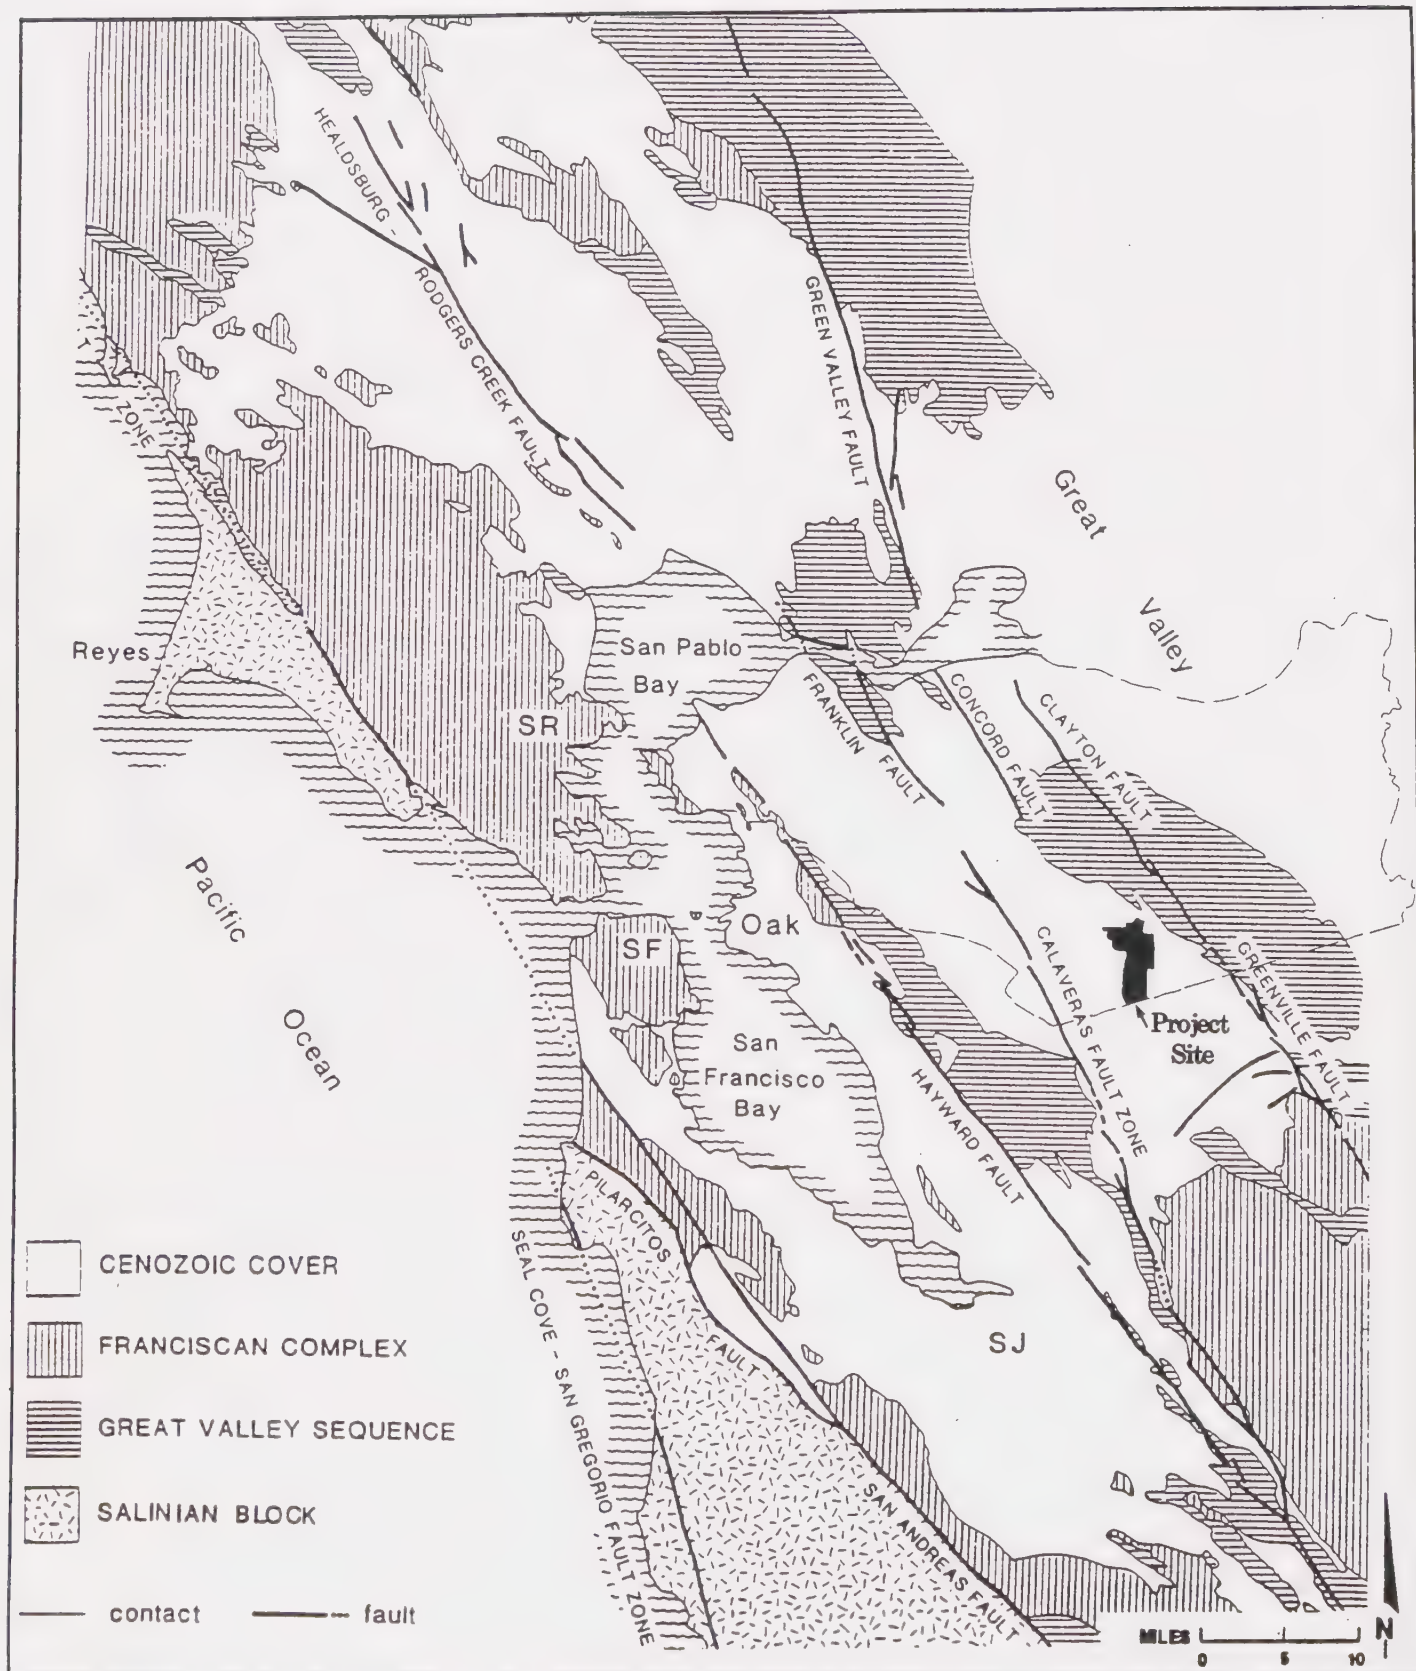 HEALDSBURG -
RODGERS CREEK FAULT
GREEN VALLEY FAULT
ZONE
Great
Valley
Reyes
San Pablo
Bay
SR
FRANKLIN
FAULT
CONCORD FAULT
CLAYTON FAULT
Pacific
Ocean
SF
Oak
San
Francisco
Bay
CALAVERAS FAULT ZONE
GREENVILLE FAULT
Project
Site
HAYWARD FAULT
PILARCITOS
FAULT
SEAL COVE - SAN GREGORIO FAULT ZONE
SJ
SAN ANDREAS FAULT
CENOZOIC COVER
FRANCISCAN COMPLEX
GREAT VALLEY SEQUENCE
SALINIAN BLOCK
contact
fault
MILES
0 5 10
N